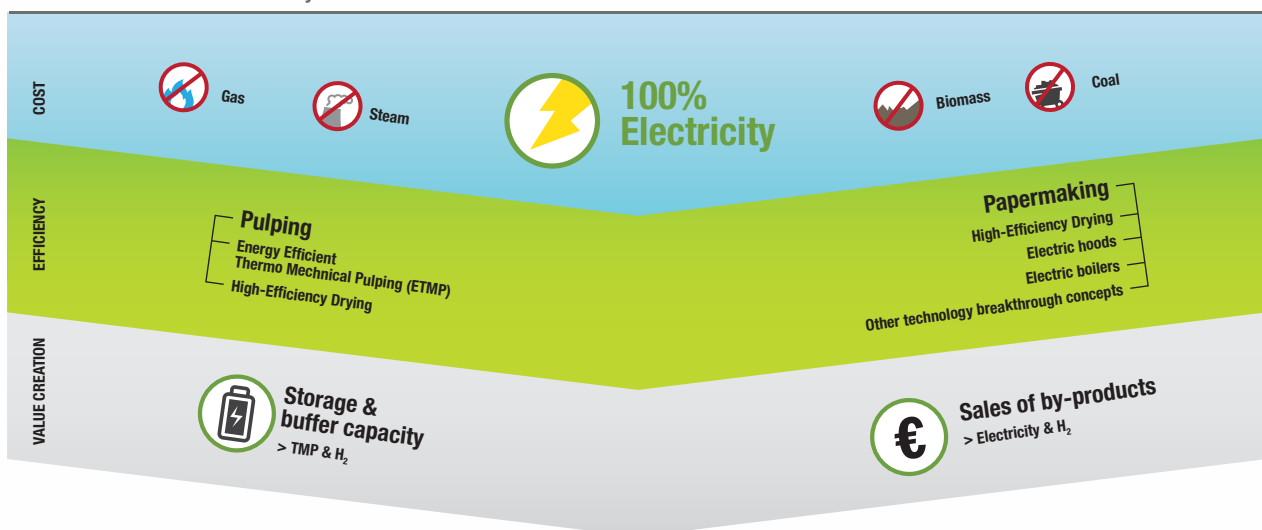 COST
Gas
Steam
100%
Electricity
Biomass
Coal
EFFICIENCY
Pulping
Energy Efficient
Thermo Mechnical Pulping (ETMP)
High-Efficiency Drying
Papermaking
High-Efficiency Drying
Electric hoods
Electric boilers
Other technology breakthrough concepts
VALUE CREATION
Storage &
buffer capacity
> TMP & H₂
€
Sales of by-products
> Electricity & H₂